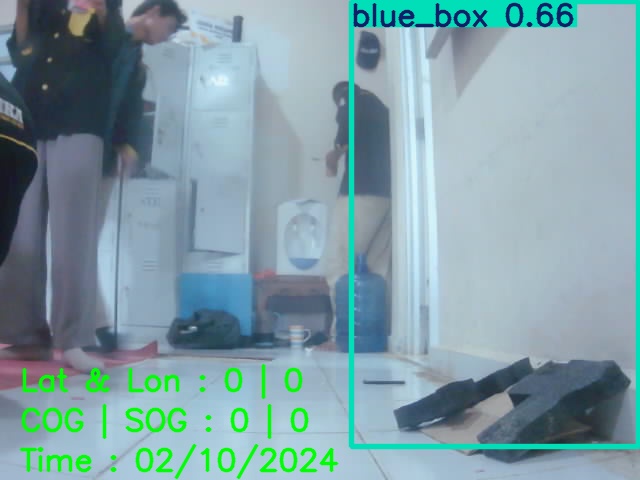 blue_box 0.66
Lat & Lon : 0 | 0
COG | SOG : 0 | 0
Time : 02/10/2024